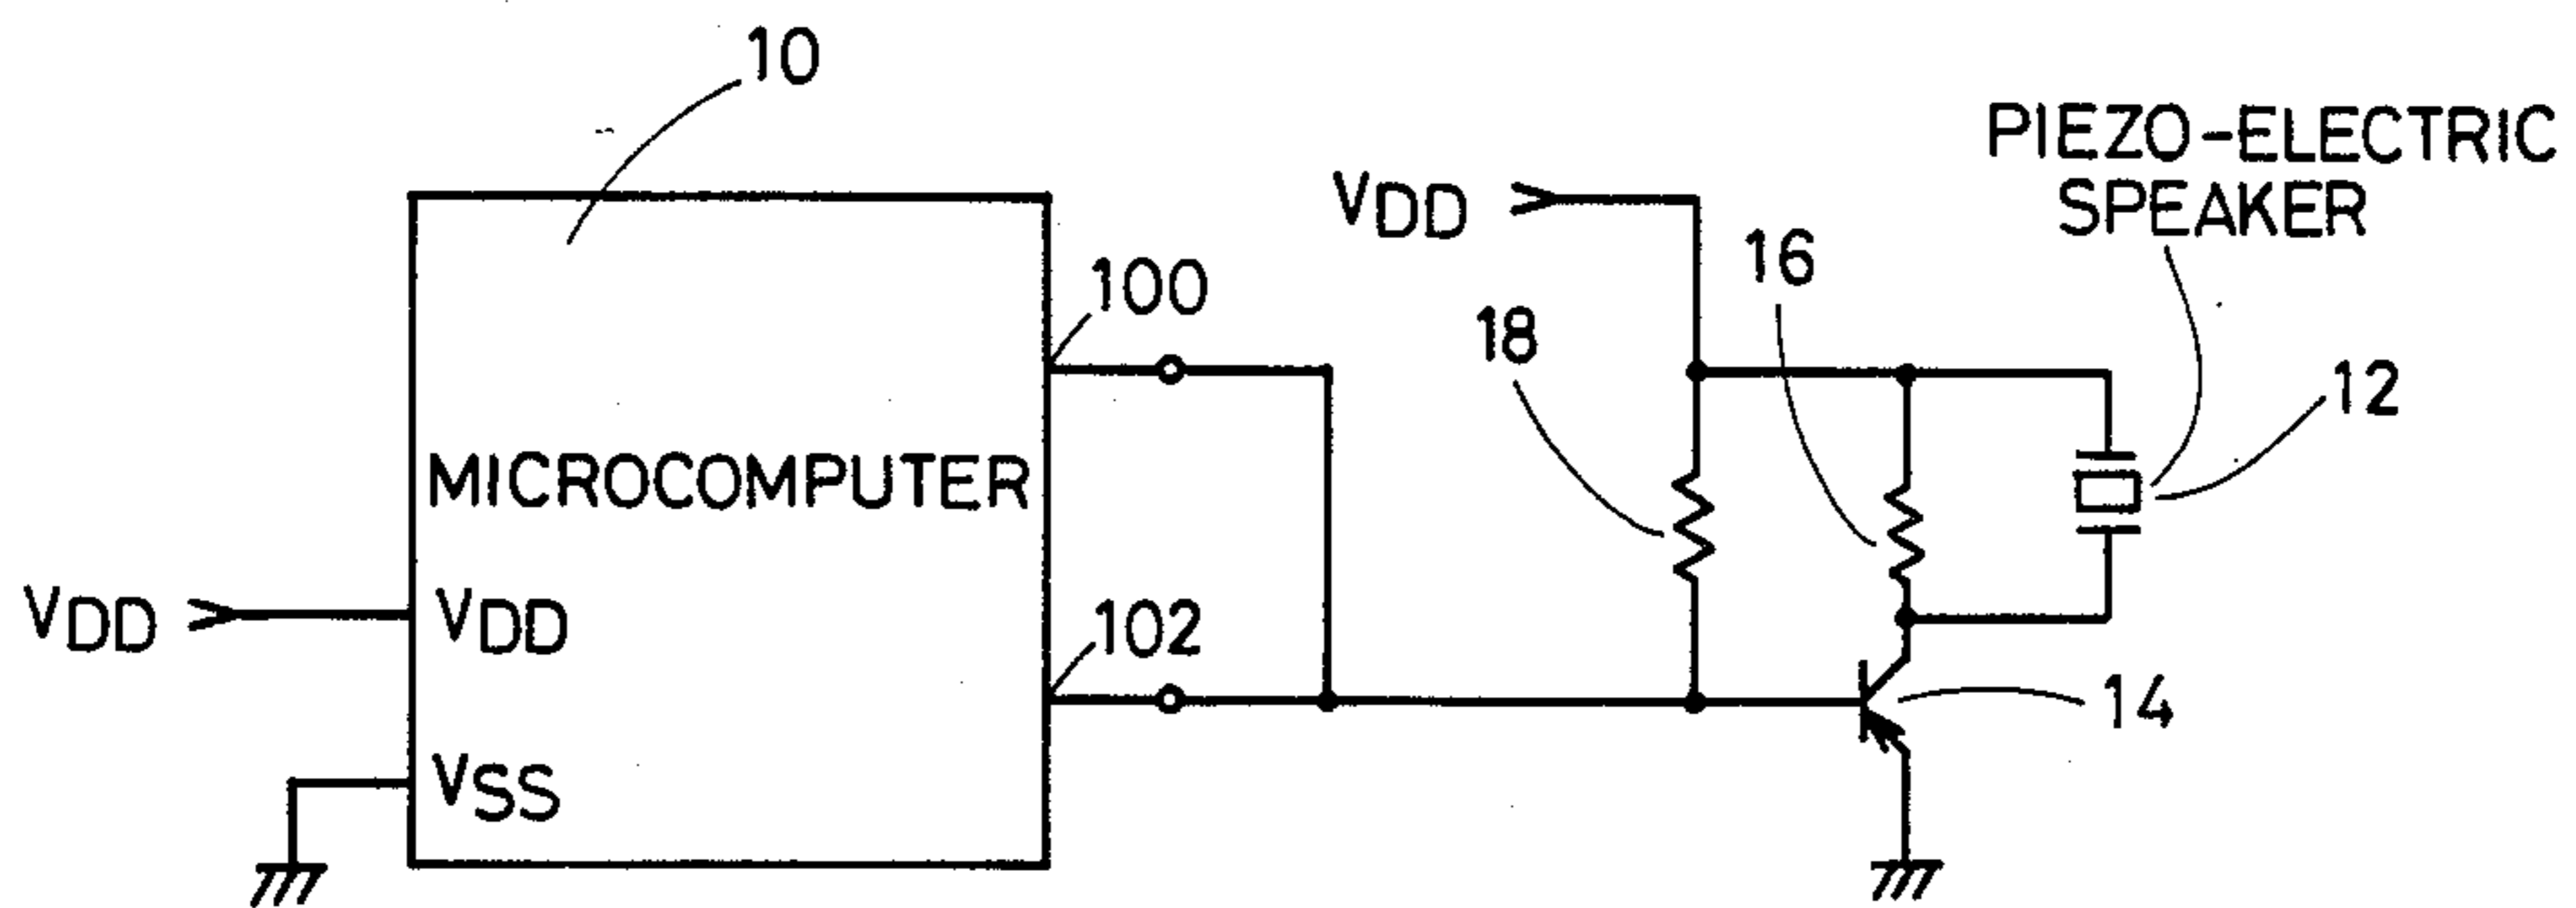 10
PIEZO-ELECTRIC
SPEAKER
VDD
16
100
18
12
MICROCOMPUTER
VDD
VDD
102
14
VSS